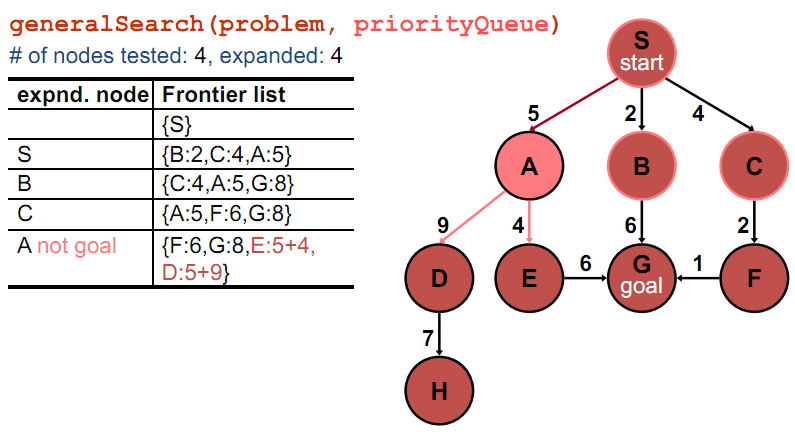 generalSearch(problem, priorityQueue)
# of nodes tested: 4, expanded: 4
expnd. node Frontier list
{S}
S {B:2,C:4,A:5}
B {C:4,A:5,G:8}
C {A:5,F:6,G:8}
A not goal {F:6,G:8,E:5+4,
D:5+9}
S
start
5 2 4
A B C
9 4 6 2
D E 6 G
goal 1 F
7
H